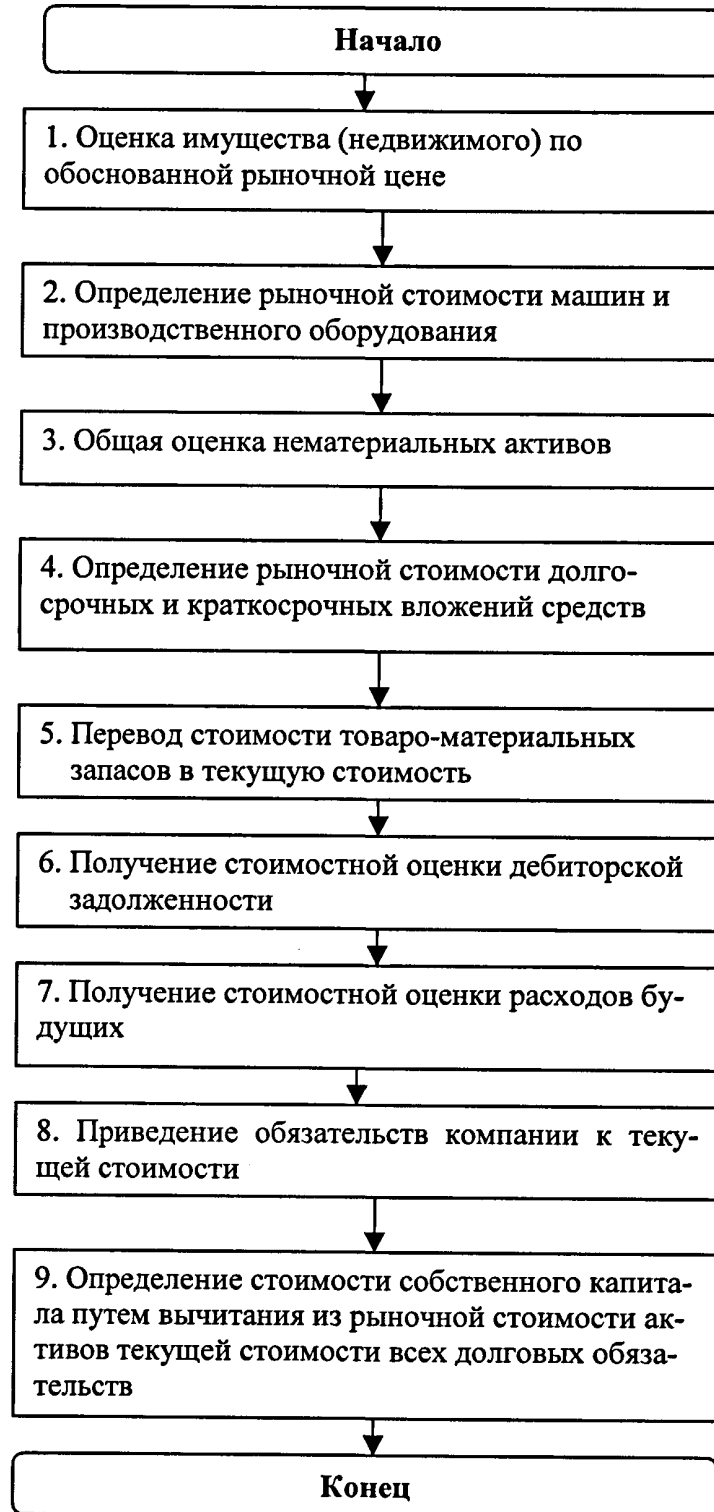 Начало
1. Оценка имущества (недвижимого) по
обоснованной рыночной цене
2. Определение рыночной стоимости машин и
производственного оборудования
3. Общая оценка нематериальных активов
4. Определение рыночной стоимости долго-
срочных и краткосрочных вложений средств
5. Перевод стоимости товаро-материальных
запасов в текущую стоимость
6. Получение стоимостной оценки дебиторской
задолженности
7. Получение стоимостной оценки расходов бу-
дущих
8. Приведение обязательств компании к теку-
щей стоимости
9. Определение стоимости собственного капита-
ла путем вычитания из рыночной стоимости ак-
тивов текущей стоимости всех долговых обяза-
тельств
Конец